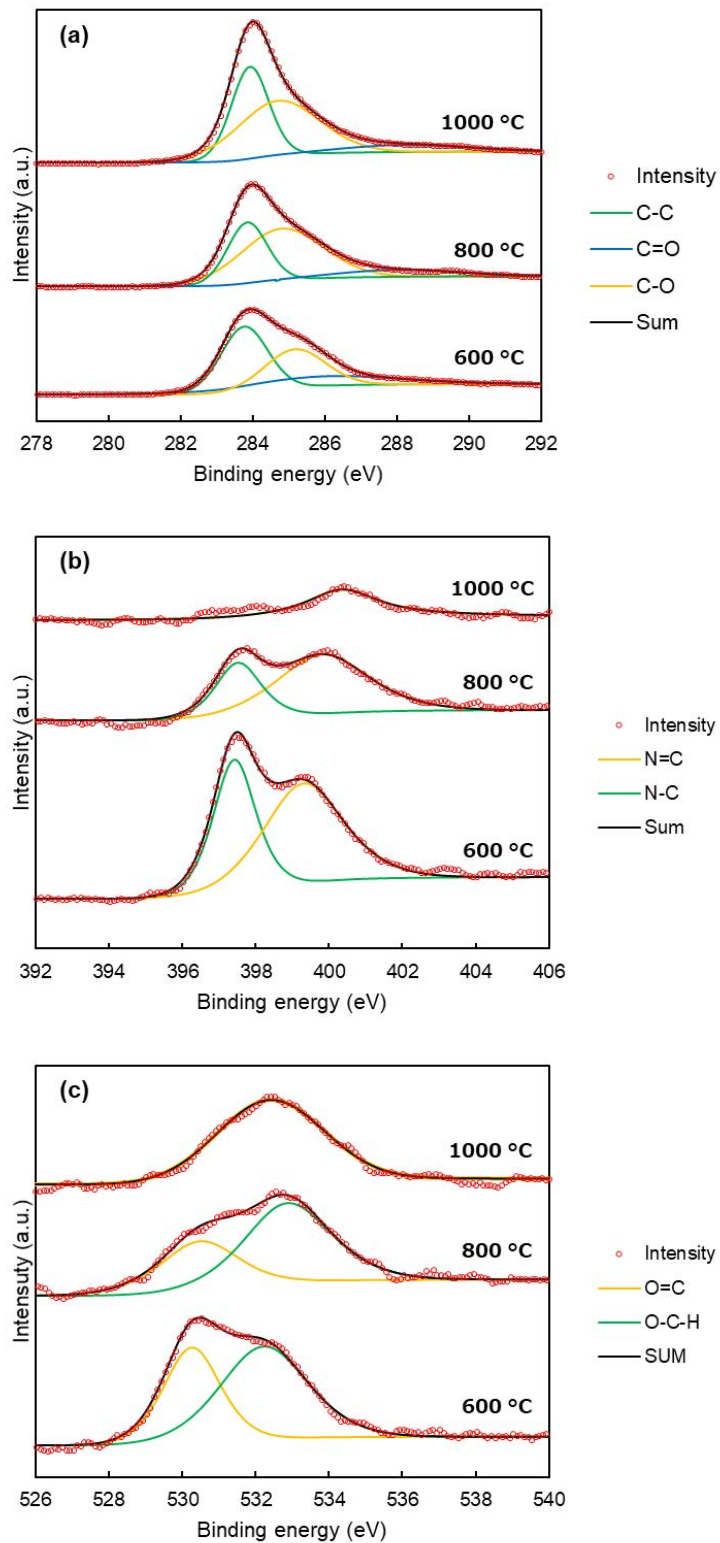 (a)
1000 °C
800 °C
600 °C
Intensity (a.u.)
278 280 282 284 286 288 290 292
Binding energy (eV)
Intensity
C-C
C=O
C-O
Sum
(b)
1000 °C
800 °C
600 °C
Intensity (a.u.)
392 394 396 398 400 402 404 406
Binding energy (eV)
Intensity
N=C
N-C
Sum
(c)
1000 °C
800 °C
600 °C
Intensuty (a.u.)
526 528 530 532 534 536 538 540
Binding energy (eV)
Intensity
O=C
O-C-H
SUM